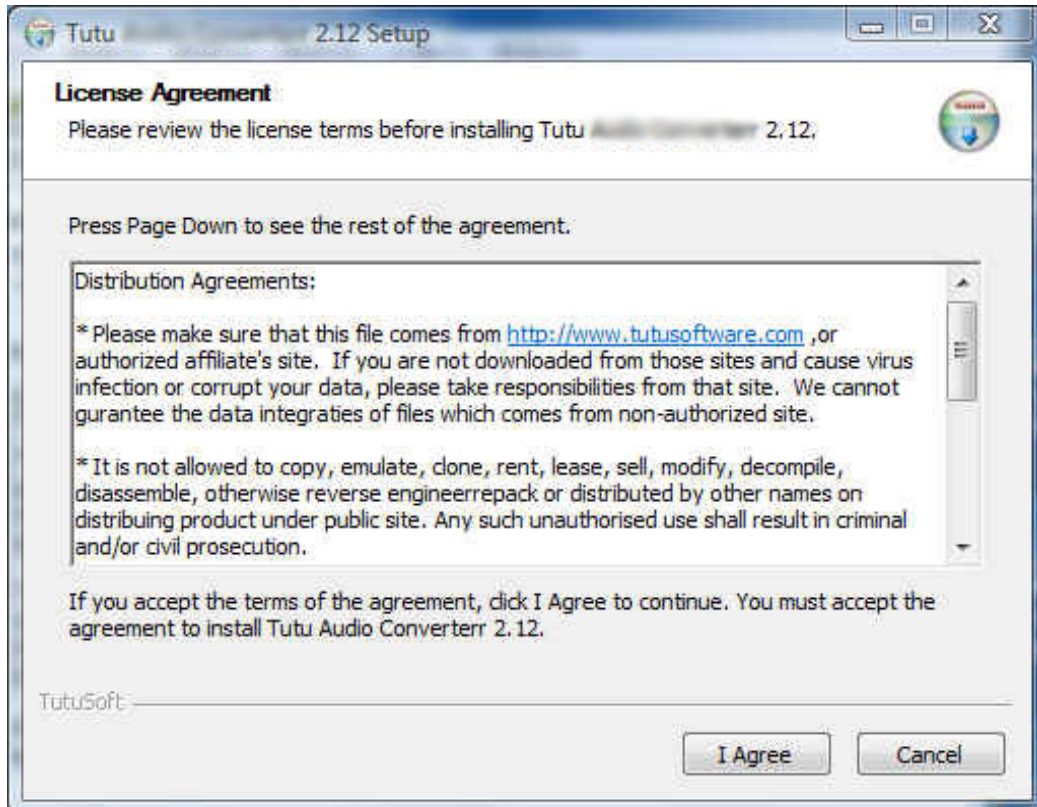 Tutu 2.12 Setup
License Agreement
Please review the license terms before installing Tutu 2.12.
Press Page Down to see the rest of the agreement.
Distribution Agreements:
* Please make sure that this file comes from http://www.tutusoftware.com ,or
authorized affiliate's site.  If you are not downloaded from those sites and cause virus
infection or corrupt your data, please take responsibilities from that site.  We cannot
gurantee the data integraties of files which comes from non-authorized site.
* It is not allowed to copy, emulate, clone, rent, lease, sell, modify, decompile,
disassemble, otherwise reverse engineerrepack or distributed by other names on
distribuing product under public site. Any such unauthorised use shall result in criminal
and/or civil prosecution.
If you accept the terms of the agreement, click I Agree to continue. You must accept the
agreement to install Tutu Audio Converterr 2.12.
TutuSoft
I Agree
Cancel